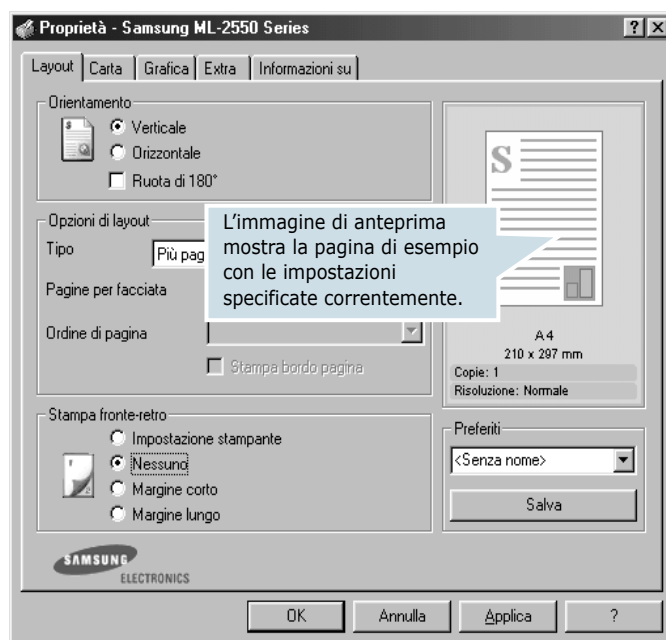 Proprietà - Samsung ML-2550 Series
? X
Layout Carta Grafica Extra Informazioni su
Orientamento
Verticale
Orizzontale
Ruota di 180°
Opzioni di layout
Tipo
Più pag
Pagine per facciata
Ordine di pagina
Stampa bordo pagina
L'immagine di anteprima
mostra la pagina di esempio
con le impostazioni
specificate correntemente.
S
A4
210 x 297 mm
Copie: 1
Risoluzione: Normale
Stampa fronte-retro
Impostazione stampante
Nessuno
Margine corto
Margine lungo
Preferiti
<Senza nome>
Salva
SAMSUNG
ELECTRONICS
OK Annulla Applica ?